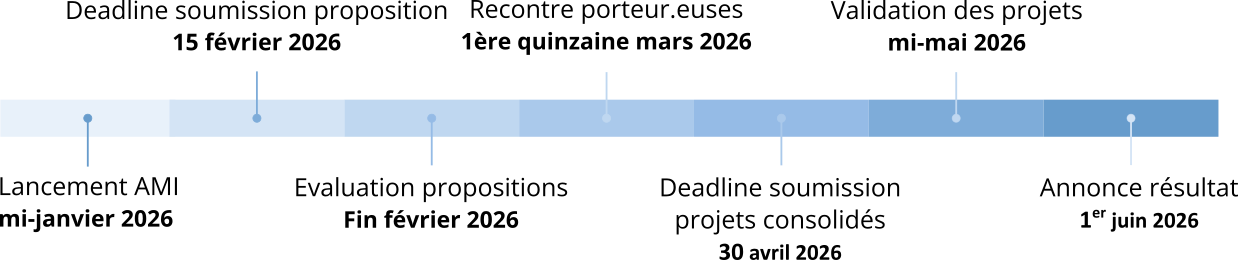 Deadline soumission proposition
15 février 2026
Recontre porteur.euses
1ère quinzaine mars 2026
Validation des projets
mi-mai 2026
Lancement AMI
mi-janvier 2026
Evaluation propositions
Fin février 2026
Deadline soumission
projets consolidés
30 avril 2026
Annonce résultat
1er juin 2026